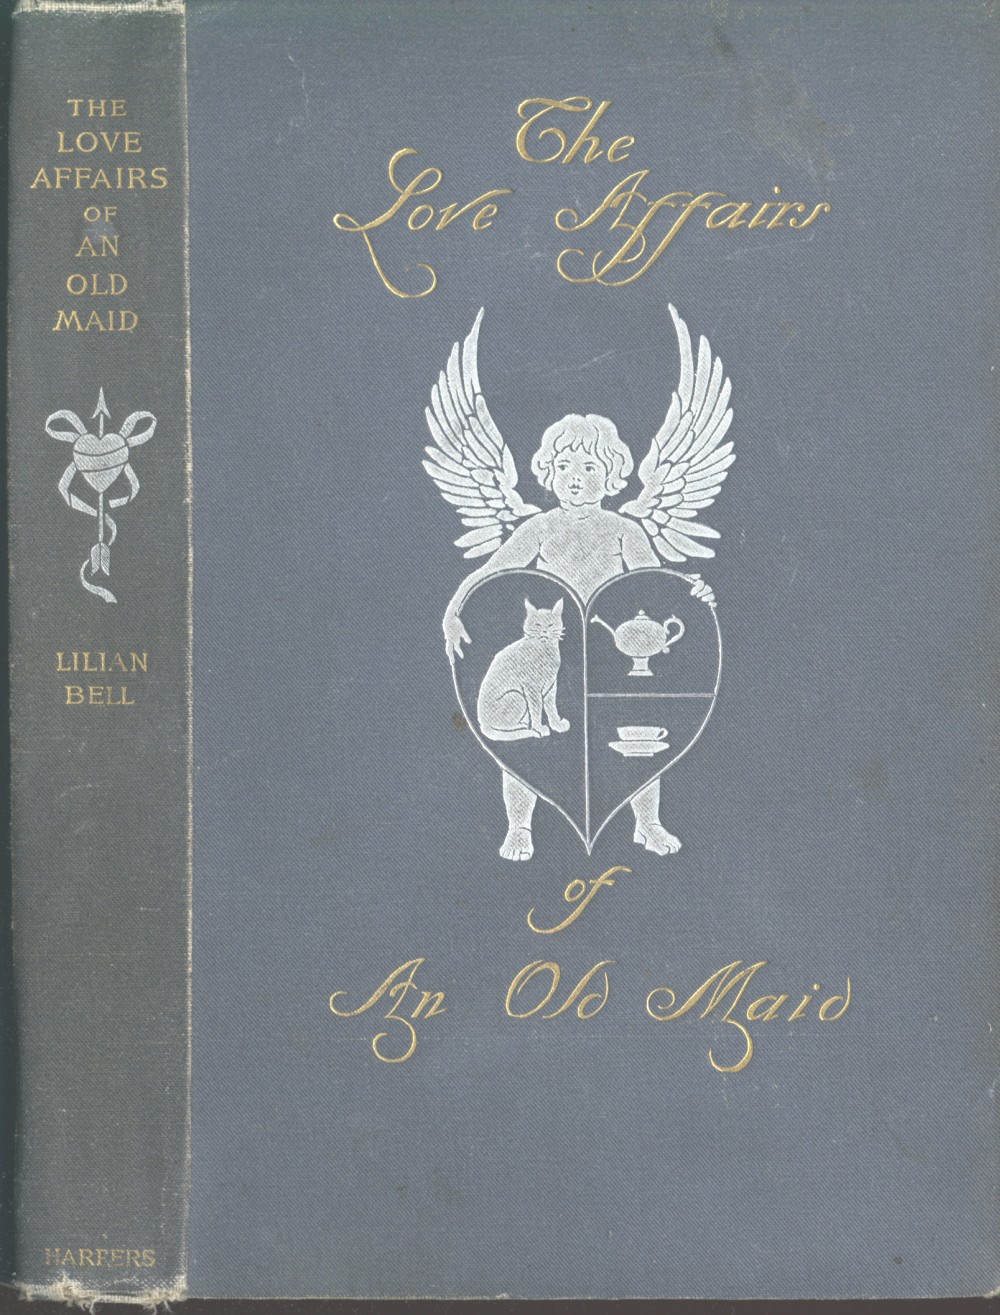 THE
LOVE
AFFAIRS
OF
AN
OLD
MAID
LILIAN
BELL
HARPERS
The
Love Affairs
of
An Old Maid